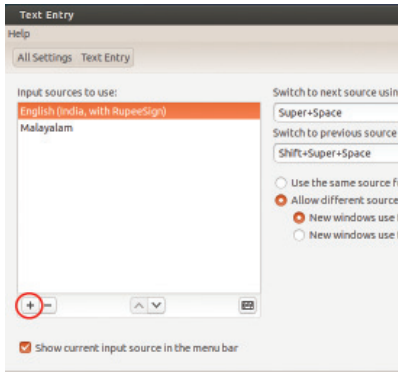 Text Entry
Help
All Settings Text Entry
Input sources to use:
English (India, with RupeeSign)
Malayalam
Switch to next source usin
Super+Space
Switch to previous source
Shift+Super+Space
Use the same source f
Allow different source
New windows use
New windows use
+ −
Show current input source in the menu bar